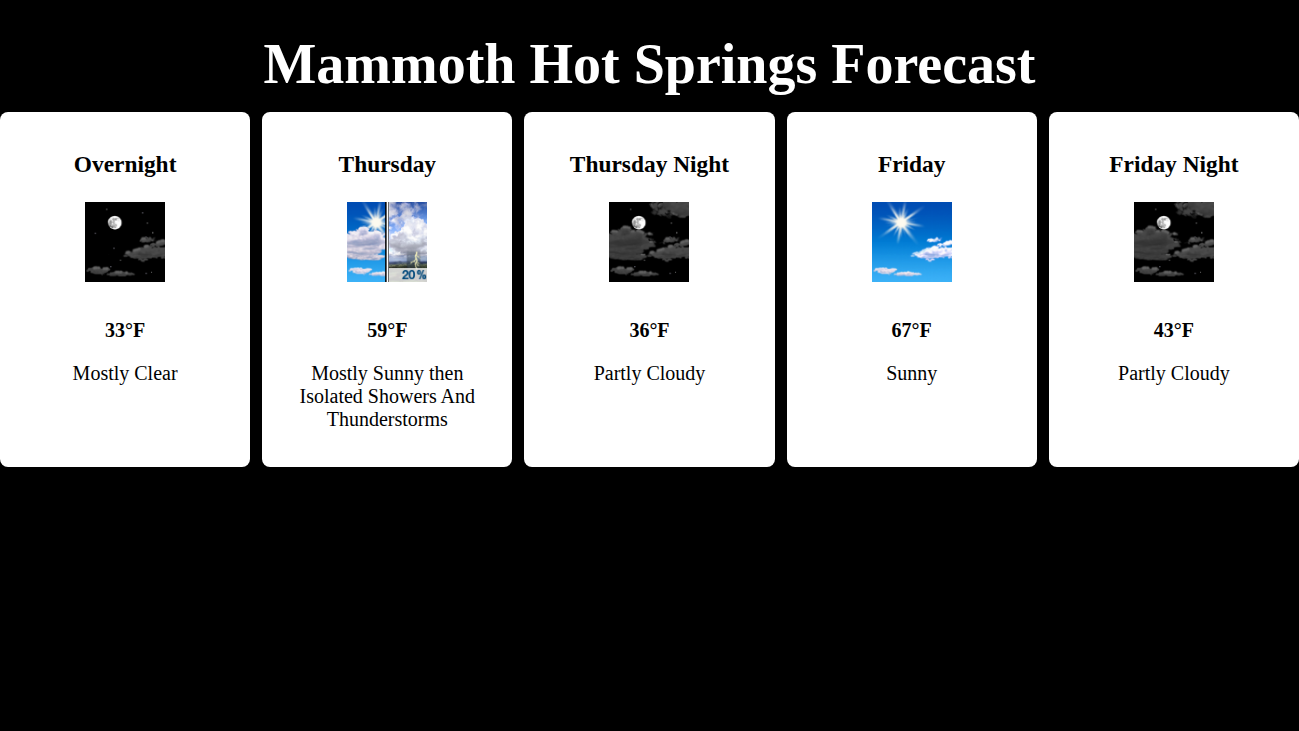 Mammoth Hot Springs Forecast
Overnight
33°F
Mostly Clear
Thursday
20%
59°F
Mostly Sunny then
Isolated Showers And
Thunderstorms
Thursday Night
36°F
Partly Cloudy
Friday
67°F
Sunny
Friday Night
43°F
Partly Cloudy